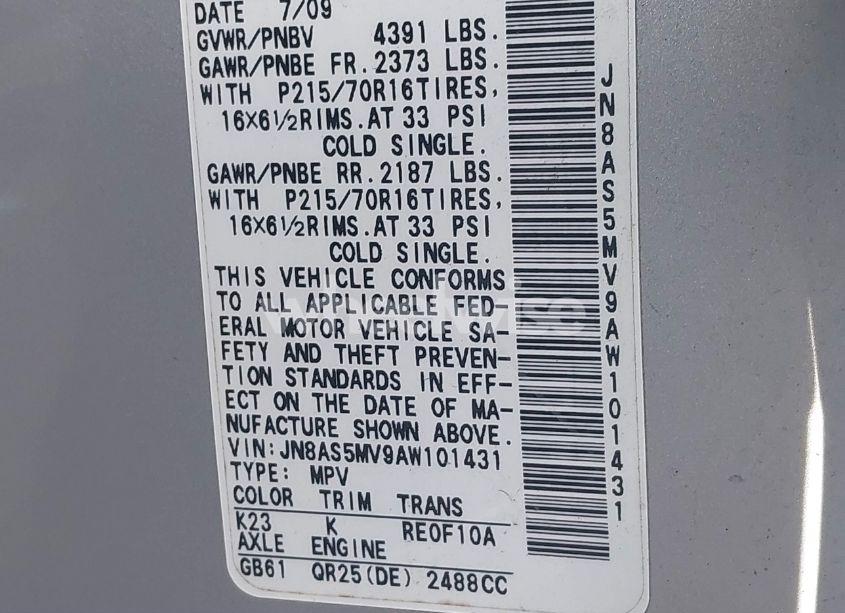 DATE 7/09
GVWR/PNBV 4391 LBS.
GAWR/PNBE FR.2373 LBS.
WITH P215/70R16TIRES,
16X6½RIMS.AT 33 PSI
COLD SINGLE.
GAWR/PNBE RR.2187 LBS.
WITH P215/70R16TIRES,
16X6½RIMS.AT 33 PSI
COLD SINGLE.
THIS VEHICLE CONFORMS
TO ALL APPLICABLE FED-
ERAL MOTOR VEHICLE SA-
FETY AND THEFT PREVEN-
TION STANDARDS IN EFF-
ECT ON THE DATE OF MA-
NUFACTURE SHOWN ABOVE.
VIN:JN8AS5MV9AW101431
TYPE: MPV
COLOR TRIM TRANS
K23 K RE0F10A
AXLE ENGINE
GB61 QR25(DE) 2488CC
JN8AS5MV9AW101431